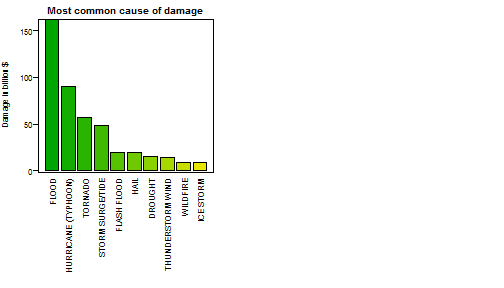 Most common cause of damage
Damage in billion $
150
100
50
0
FLOOD
HURRICANE (TYPHOON)
TORNADO
STORM SURGE/TIDE
FLASH FLOOD
HAIL
DROUGHT
THUNDERSTORM WIND
WILDFIRE
ICE STORM